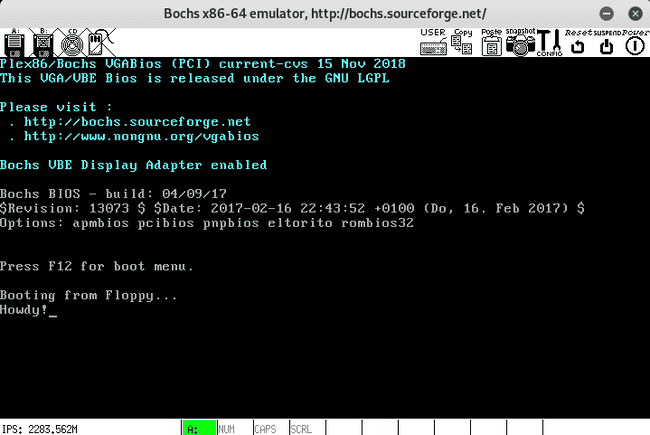 Bochs x86-64 emulator, http://bochs.sourceforge.net/
A: B: CD
USER Copy Paste Snapshot CONFIG Reset SUSPEND Power
Plex86/Bochs VGABios (PCI) current-cvs 15 Nov 2018
This VGA/VBE Bios is released under the GNU LGPL
Please visit :
. http://bochs.sourceforge.net
. http://www.nongnu.org/vgabios
Bochs VBE Display Adapter enabled
Bochs BIOS - build: 04/09/17
$Revision: 13073 $ $Date: 2017-02-16 22:43:52 +0100 (Do, 16. Feb 2017) $
Options: apmbios pcibios pnpbios eltorito rombios32
Press F12 for boot menu.
Booting from Floppy...
Howdy!_
IPS: 2283.562M A: NUM CAPS SCRL